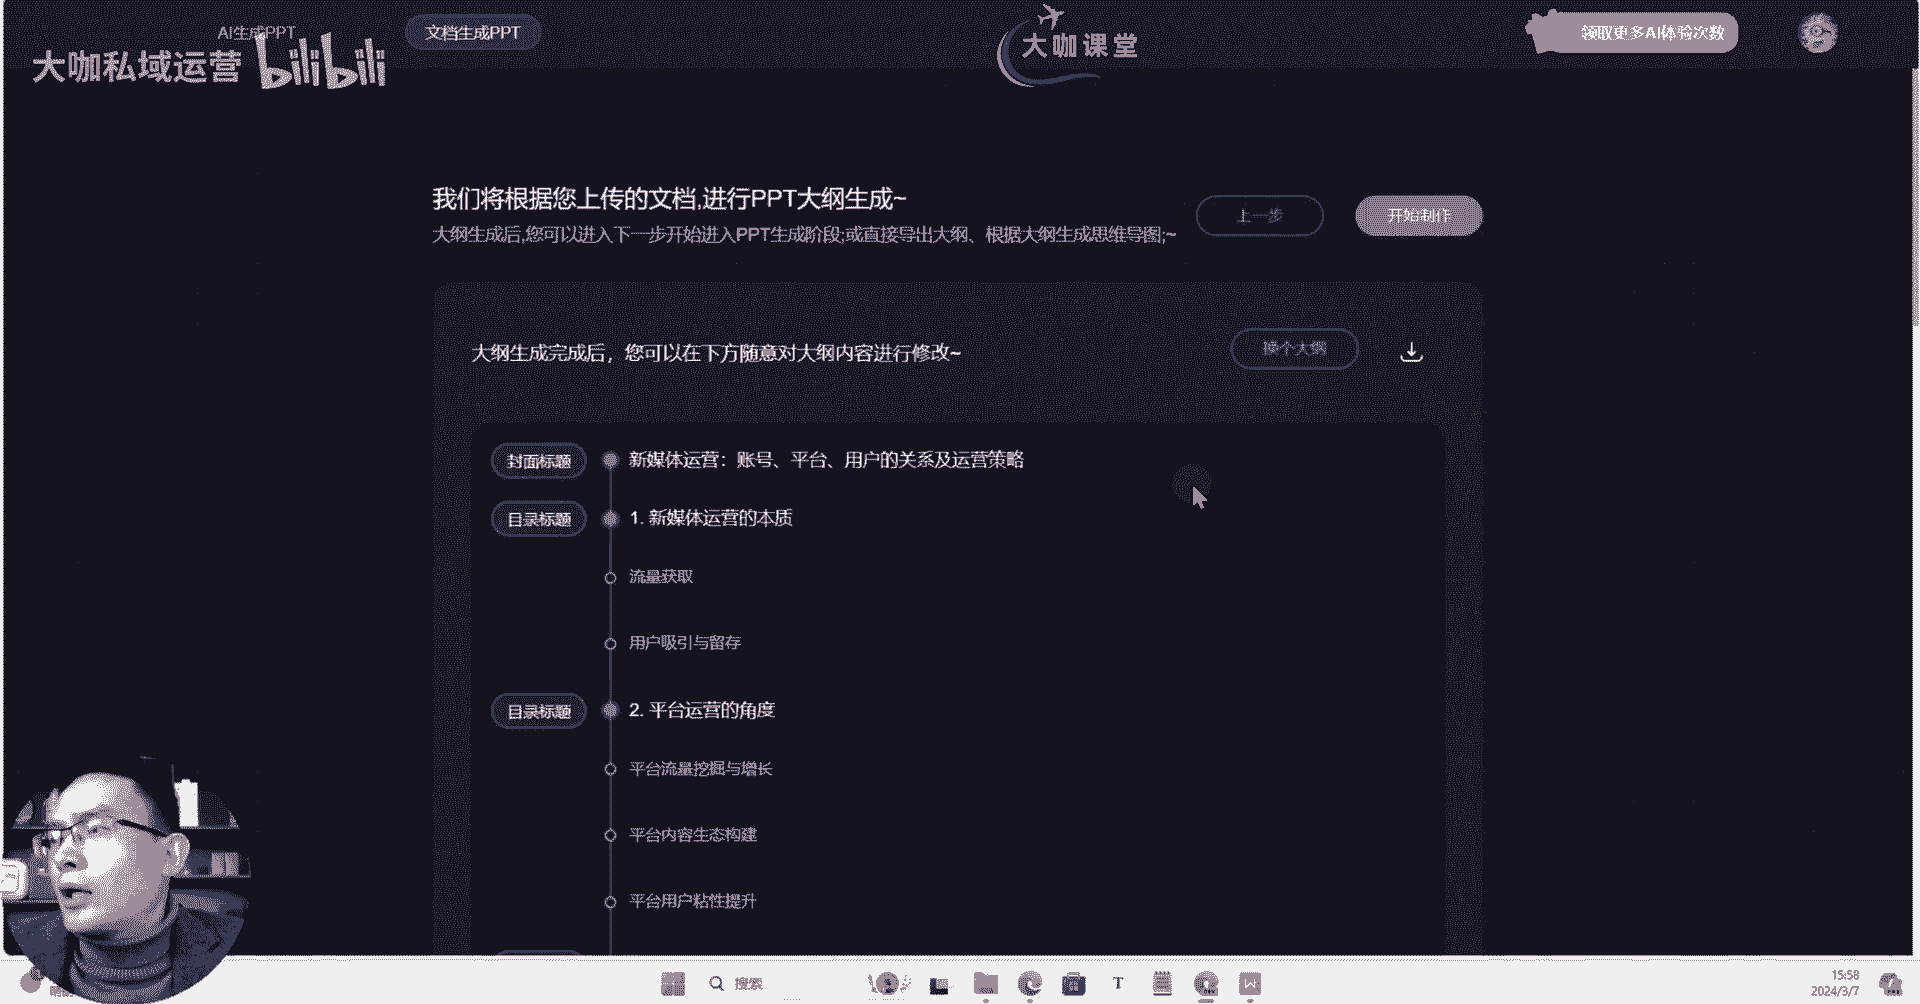 AI生成PPT
文档生成PPT
大咖私域运营 bilibili
大咖课堂
领取更多AI体验次数
我们将根据您上传的文档,进行PPT大纲生成~
大纲生成后,您可以进入下一步开始进入PPT生成阶段;或直接导出大纲、根据大纲生成思维导图;~
上一步
开始制作
大纲生成完成后，您可以在下方随意对大纲内容进行修改~
换个大纲
封面标题
新媒体运营：账号、平台、用户的关系及运营策略
目录标题
1. 新媒体运营的本质
流量获取
用户吸引与留存
目录标题
2. 平台运营的角度
平台流量挖掘与增长
平台内容生态构建
平台用户粘性提升
搜索
15:58
2024/3/7